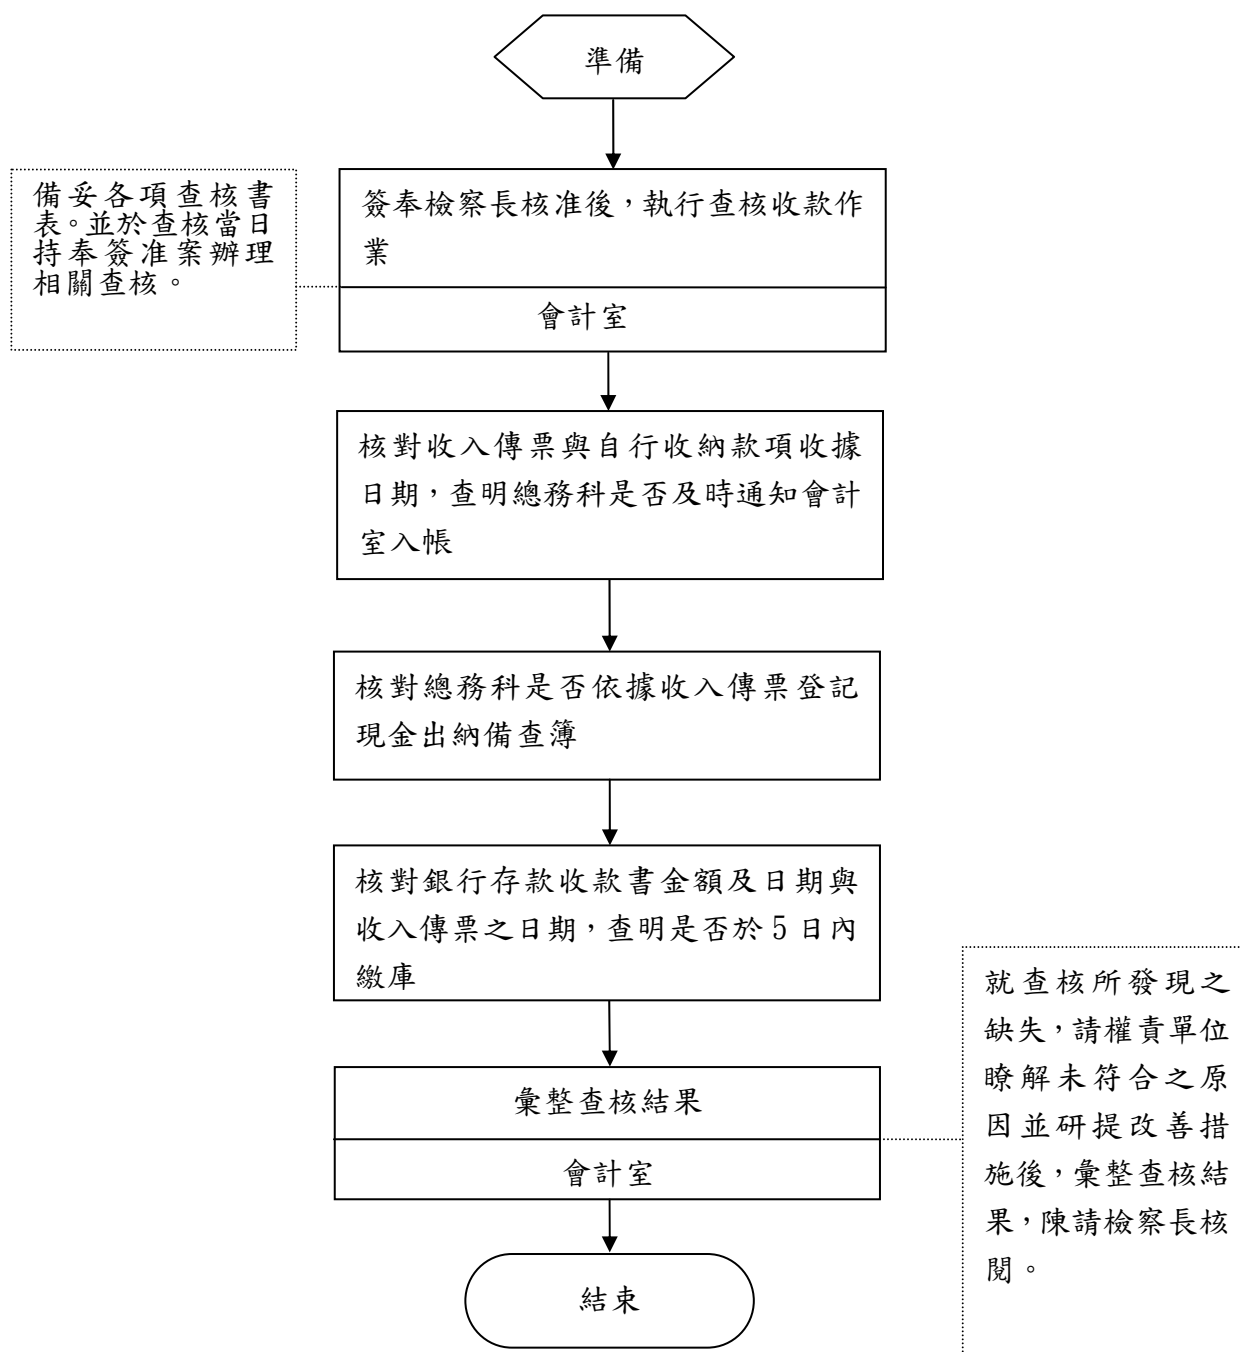 準備
備妥各項查核書
表。並於查核當日
持奉簽准案辦理
相關查核。
簽奉檢察長核准後，執行查核收款作
業
會計室
核對收入傳票與自行收納款項收據
日期，查明總務科是否及時通知會計
室入帳
核對總務科是否依據收入傳票登記
現金出納備查簿
核對銀行存款收款書金額及日期與
收入傳票之日期，查明是否於5日內
繳庫
彙整查核結果
會計室
就查核所發現之
缺失，請權責單位
瞭解未符合之原
因並研提改善措
施後，彙整查核結
果，陳請檢察長核
閱。
結束